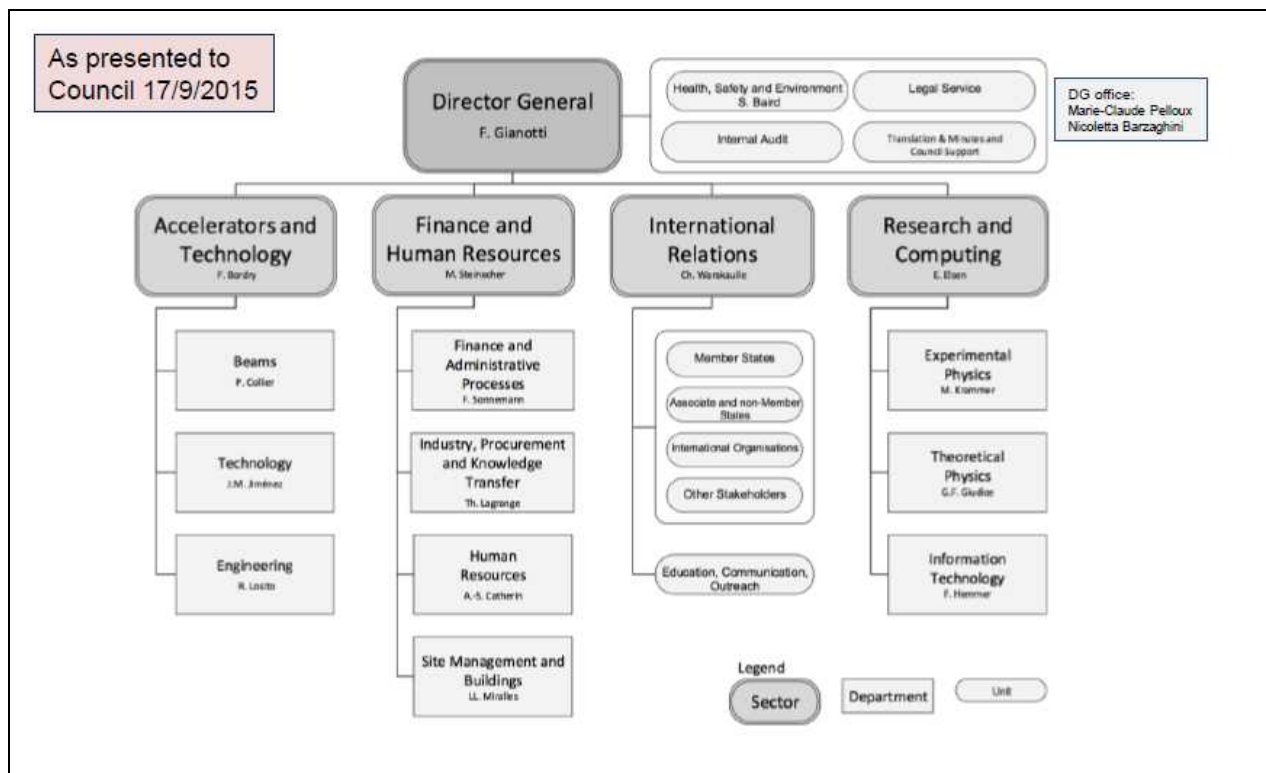 As presented to
Council 17/9/2015
Director General
F. Gianotti
Health, Safety and Environment
S. Baird
Legal Service
Internal Audit
Translation & Minutes and
Council Support
DG office:
Marie-Claude Pelloux
Nicoletta Barzaghini
Accelerators and
Technology
F. Bordry
Finance and
Human Resources
M. Steinacher
International
Relations
Ch. Warakaulle
Research and
Computing
E. Elsen
Beams
P. Collier
Technology
J.M. Jiménez
Engineering
R. Losito
Finance and
Administrative
Processes
F. Sonnemann
Industry, Procurement
and Knowledge
Transfer
Th. Lagrange
Human
Resources
A.-S. Catherin
Site Management and
Buildings
LL. Miralles
Member States
Associate and non-Member
States
International Organisations
Other Stakeholders
Education, Communication,
Outreach
Experimental
Physics
M. Krammer
Theoretical
Physics
G.F. Giudice
Information
Technology
F. Hemmer
Legend
Sector
Department
Unit